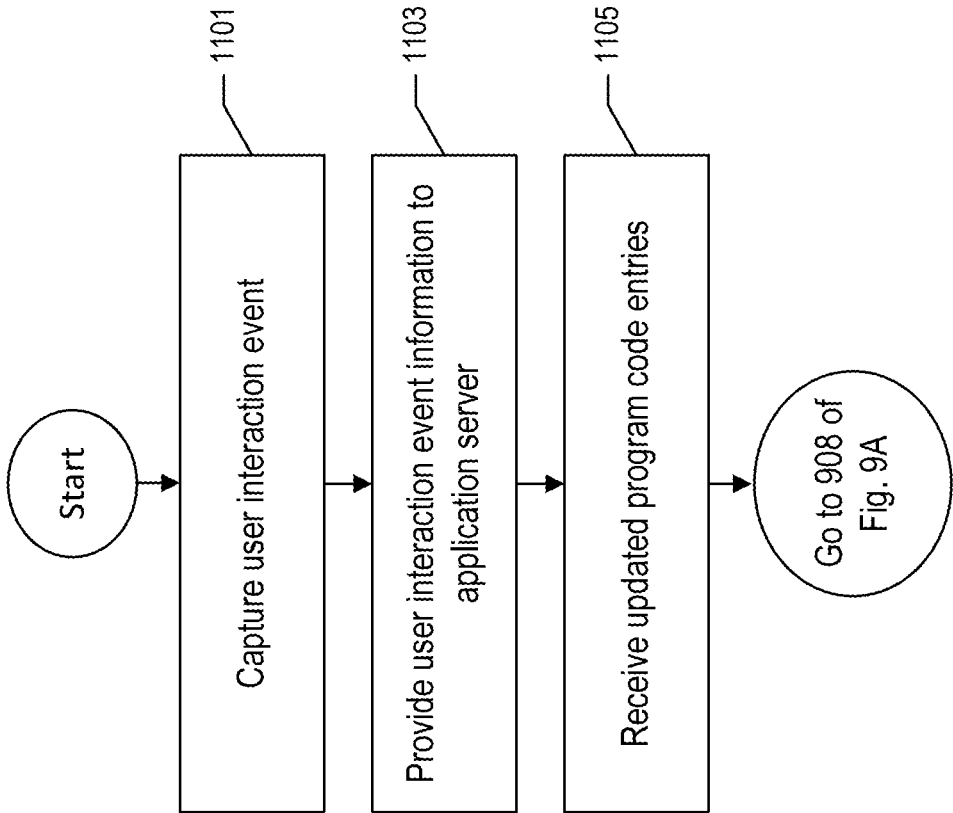 Start
Capture user interaction event
1101
Provide user interaction event information to
application server
1103
Receive updated program code entries
1105
Go to 908 of
Fig. 9A